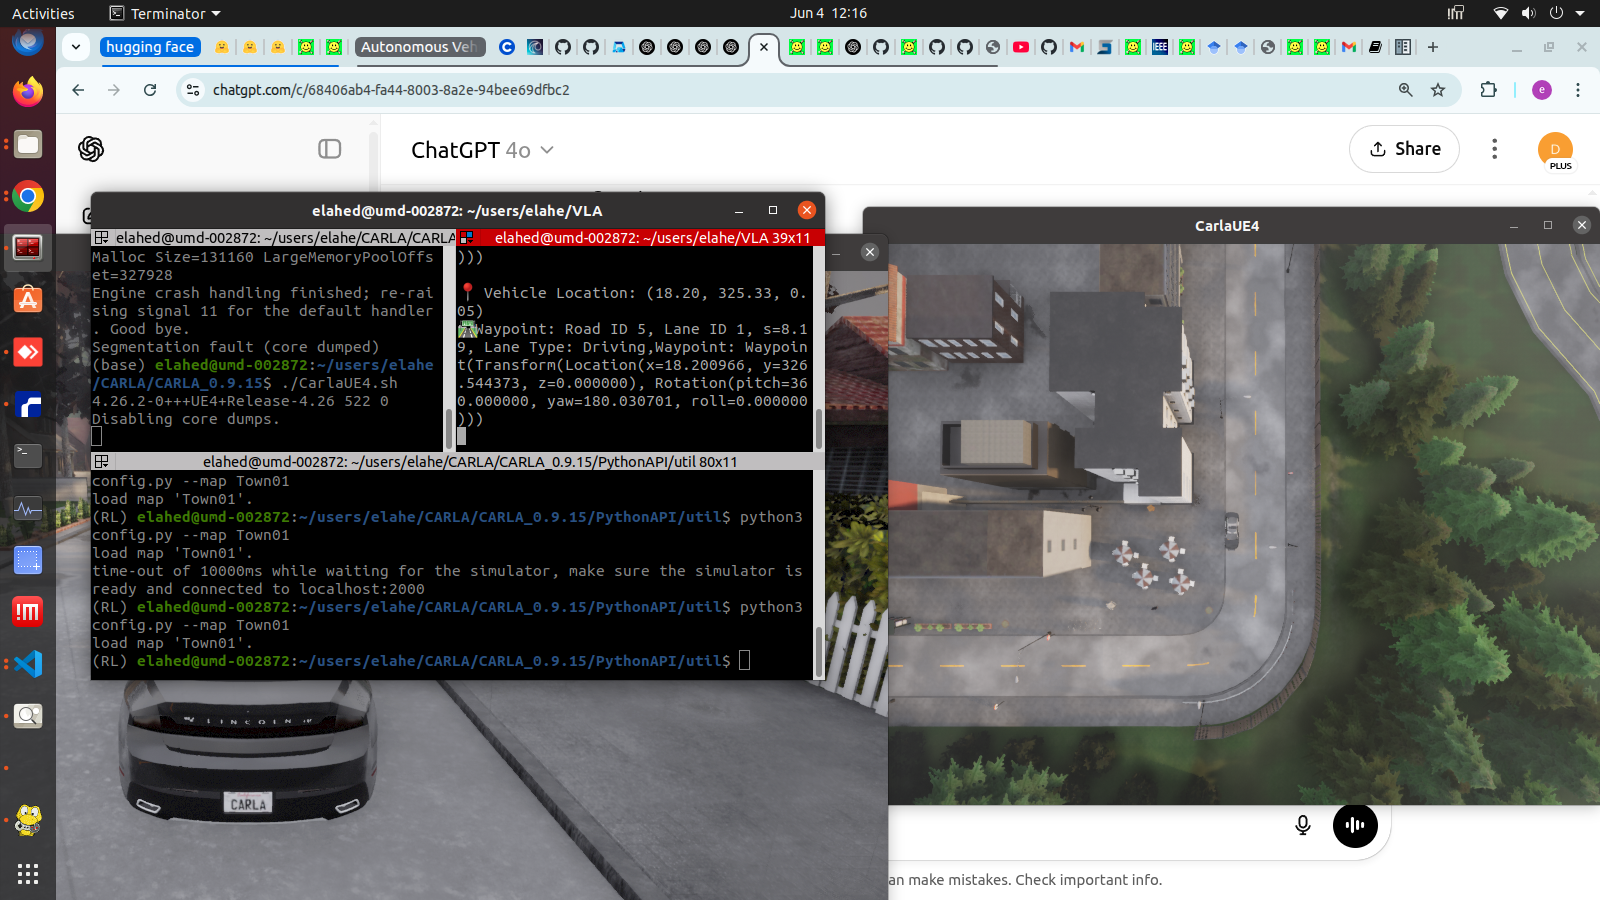 Activities
Terminator
Jun 4 12:16
hugging face
Autonomous Veh
chatgpt.com/c/68406ab4-fa44-8003-8a2e-94bee69dfbc2
ChatGPT 4o
Share
D
PLUS
elahed@umd-002872: ~/users/elahe/VLA
elahed@umd-002872: ~/users/elahe/CARLA/CARLA
Malloc Size=131160 LargeMemoryPoolOffs
et=327928
Engine crash handling finished; re-rai
sing signal 11 for the default handler
. Good bye.
Segmentation fault (core dumped)
(base) elahed@umd-002872:~/users/elahe
/CARLA/CARLA_0.9.15$ ./CarlaUE4.sh
4.26.2-0+++UE4+Release-4.26 522 0
Disabling core dumps.
elahed@umd-002872: ~/users/elahe/VLA 39x11
)))
📍 Vehicle Location: (18.20, 325.33, 0.
05)
🛣Waypoint: Road ID 5, Lane ID 1, s=8.1
9, Lane Type: Driving,Waypoint: Waypoin
t(Transform(Location(x=18.200966, y=326
.544373, z=0.000000), Rotation(pitch=36
0.000000, yaw=180.030701, roll=0.000000
)))
elahed@umd-002872: ~/users/elahe/CARLA/CARLA_0.9.15/PythonAPI/util 80x11
config.py --map Town01
load map 'Town01'.
(RL) elahed@umd-002872:~/users/elahe/CARLA/CARLA_0.9.15/PythonAPI/util$ python3
config.py --map Town01
load map 'Town01'.
time-out of 10000ms while waiting for the simulator, make sure the simulator is
ready and connected to localhost:2000
(RL) elahed@umd-002872:~/users/elahe/CARLA/CARLA_0.9.15/PythonAPI/util$ python3
config.py --map Town01
load map 'Town01'.
(RL) elahed@umd-002872:~/users/elahe/CARLA/CARLA_0.9.15/PythonAPI/util$
CarlaUE4
LINCOLN
CARLA
an make mistakes. Check important info.